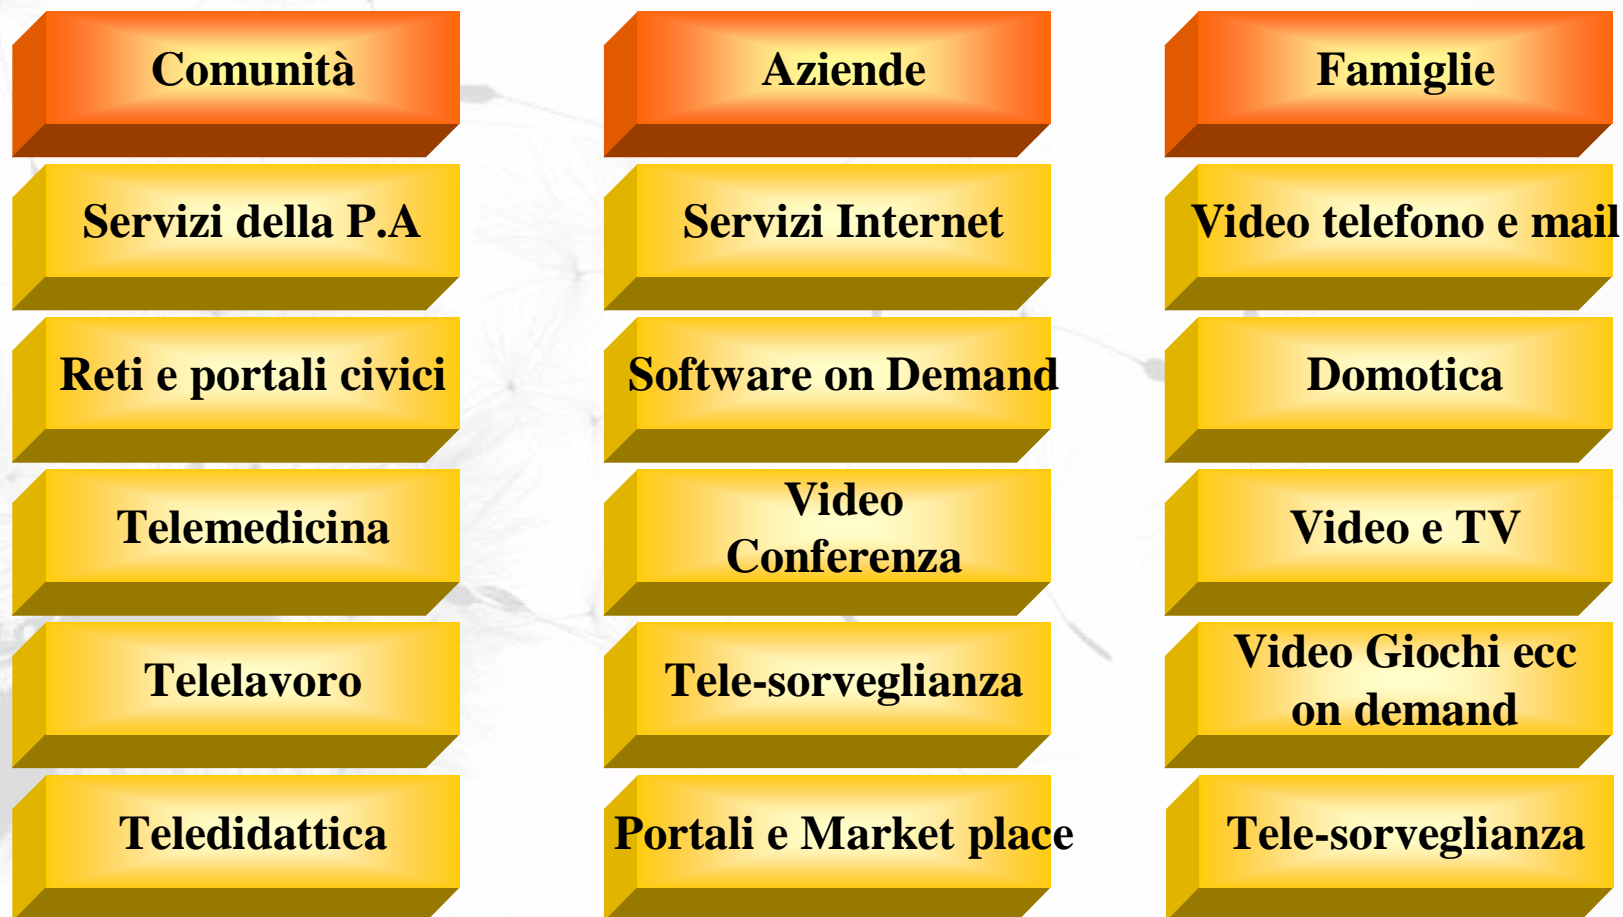 Comunità
Servizi della P.A
Reti e portali civici
Telemedicina
Telelavoro
Teledidattica
Aziende
Servizi Internet
Software on Demand
Video
Conferenza
Tele-sorveglianza
Portali e Market place
Famiglie
Video telefono e mail
Domotica
Video e TV
Video Giochi ecc
on demand
Tele-sorveglianza